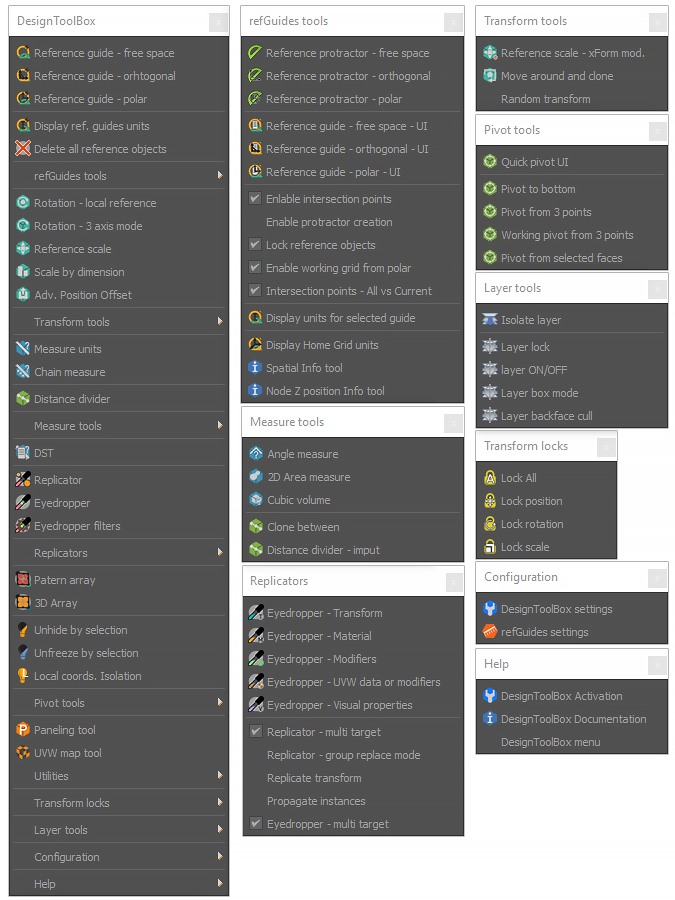 DesignToolBox
Reference guide - free space
Reference guide - orhtogonal
Reference guide - polar
Display ref. guides units
Delete all reference objects
refGuides tools
Rotation - local reference
Rotation - 3 axis mode
Reference scale
Scale by dimension
Adv. Position Offset
Transform tools
Measure units
Chain measure
Distance divider
Measure tools
DST
Replicator
Eyedropper
Eyedropper filters
Replicators
Patern array
3D Array
Unhide by selection
Unfreeze by selection
Local coords. Isolation
Pivot tools
Paneling tool
UVW map tool
Utilities
Transform locks
Layer tools
Configuration
Help
refGuides tools
Reference protractor - free space
Reference protractor - orthogonal
Reference protractor - polar
Reference guide - free space - UI
Reference guide - orthogonal - UI
Reference guide - polar - UI
Enlable intersection points
Enable protractor creation
Lock reference objects
Enable working grid from polar
Intersection points - All vs Current
Display units for selected guide
Display Home Grid units
Spatial Info tool
Node Z position Info tool
Measure tools
Angle measure
2D Area measure
Cubic volume
Clone between
Distance divider - imput
Replicators
Eyedropper - Transform
Eyedropper - Material
Eyedropper - Modifiers
Eyedropper - UVW data or modifiers
Eyedropper - Visual properties
Replicator - multi target
Replicator - group replace mode
Replicate transform
Propagate instances
Eyedropper - multi target
Transform tools
Reference scale - xForm mod.
Move around and done
Random transform
Pivot tools
Quick pivot UI
Pivot to bottom
Pivot from 3 points
Working pivot from 3 points
Pivot from selected faces
Layer tools
Isolate layer
Layer lock
layer ON/OFF
Layer box mode
Layer backface cull
Transform locks
Lock All
Lock position
Lock rotation
Lock scale
Configuration
DesignToolBox settings
refGuides settings
Help
DesignToolBox Activation
DesignToolBox Documentation
DesignToolBox menu